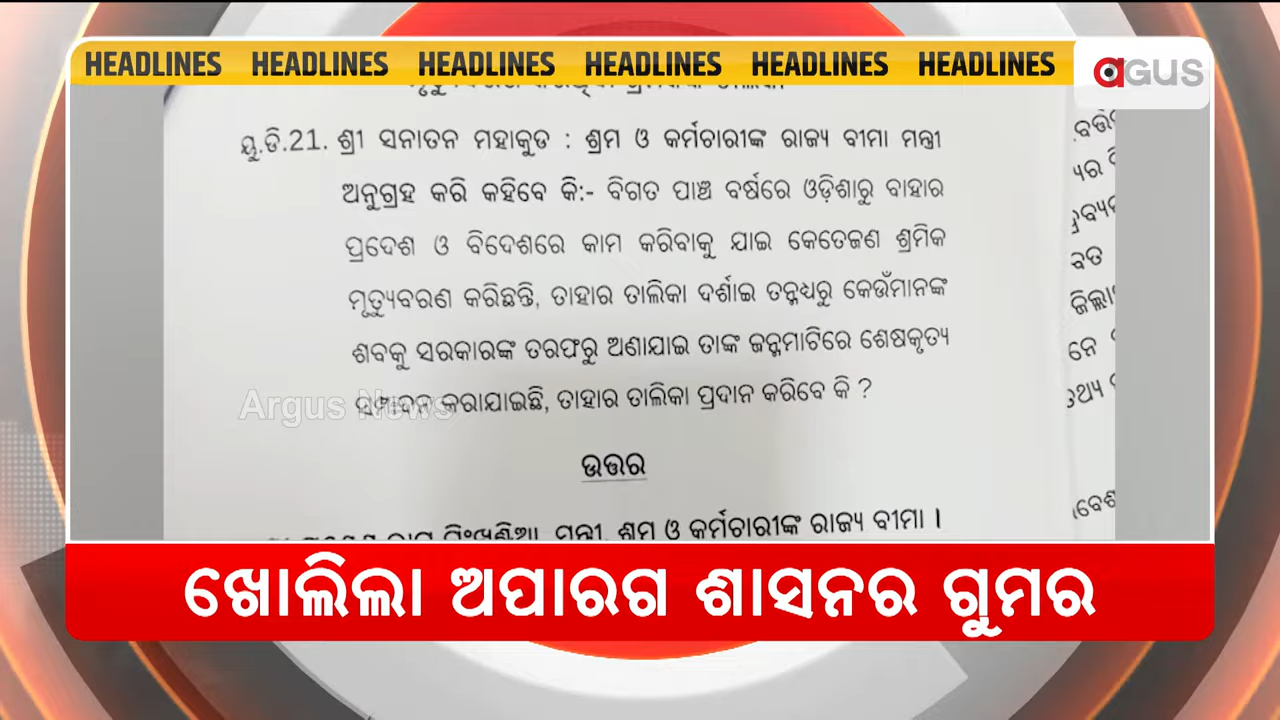 HEADLINES HEADLINES HEADLINES HEADLINES HEADLINES HEADLINES
argus
ୟୁ.ଡି.21. ଶ୍ରୀ ସନାତନ ମହାକୁଡ : ଶ୍ରମ ଓ କର୍ମଚାରୀଙ୍କ ରାଜ୍ୟ ବୀମା ମନ୍ତ୍ରୀ
ଅନୁଗ୍ରହ କରି କହିବେ କି:- ବିଗତ ପାଞ୍ଚ ବର୍ଷରେ ଓଡ଼ିଶାରୁ ବାହାର
ପ୍ରଦେଶ ଓ ବିଦେଶରେ କାମ କରିବାକୁ ଯାଇ କେତେଜଣ ଶ୍ରମିକ
ମୃତ୍ୟୁବରଣ କରିଛନ୍ତି, ତାହାର ତାଲିକା ଦର୍ଶାଇ ତନ୍ମଧ୍ୟରୁ କେଉଁମାନଙ୍କ
ଶବକୁ ସରକାରଙ୍କ ତରଫରୁ ଅଣାଯାଇ ତାଙ୍କ ଜନ୍ମମାଟିରେ ଶେଷକୃତ୍ୟ
ସମ୍ପାଦନ କରାଯାଇଛି, ତାହାର ତାଲିକା ପ୍ରଦାନ କରିବେ କି ?
Argus News
ଉତ୍ତର
ମନ୍ତ୍ରୀ, ଶ୍ରମ ଓ କର୍ମଚାରୀଙ୍କ ରାଜ୍ୟ ବୀମା ।
ଖୋଲିଲା ଅପାରଗ ଶାସନର ଗୁମର